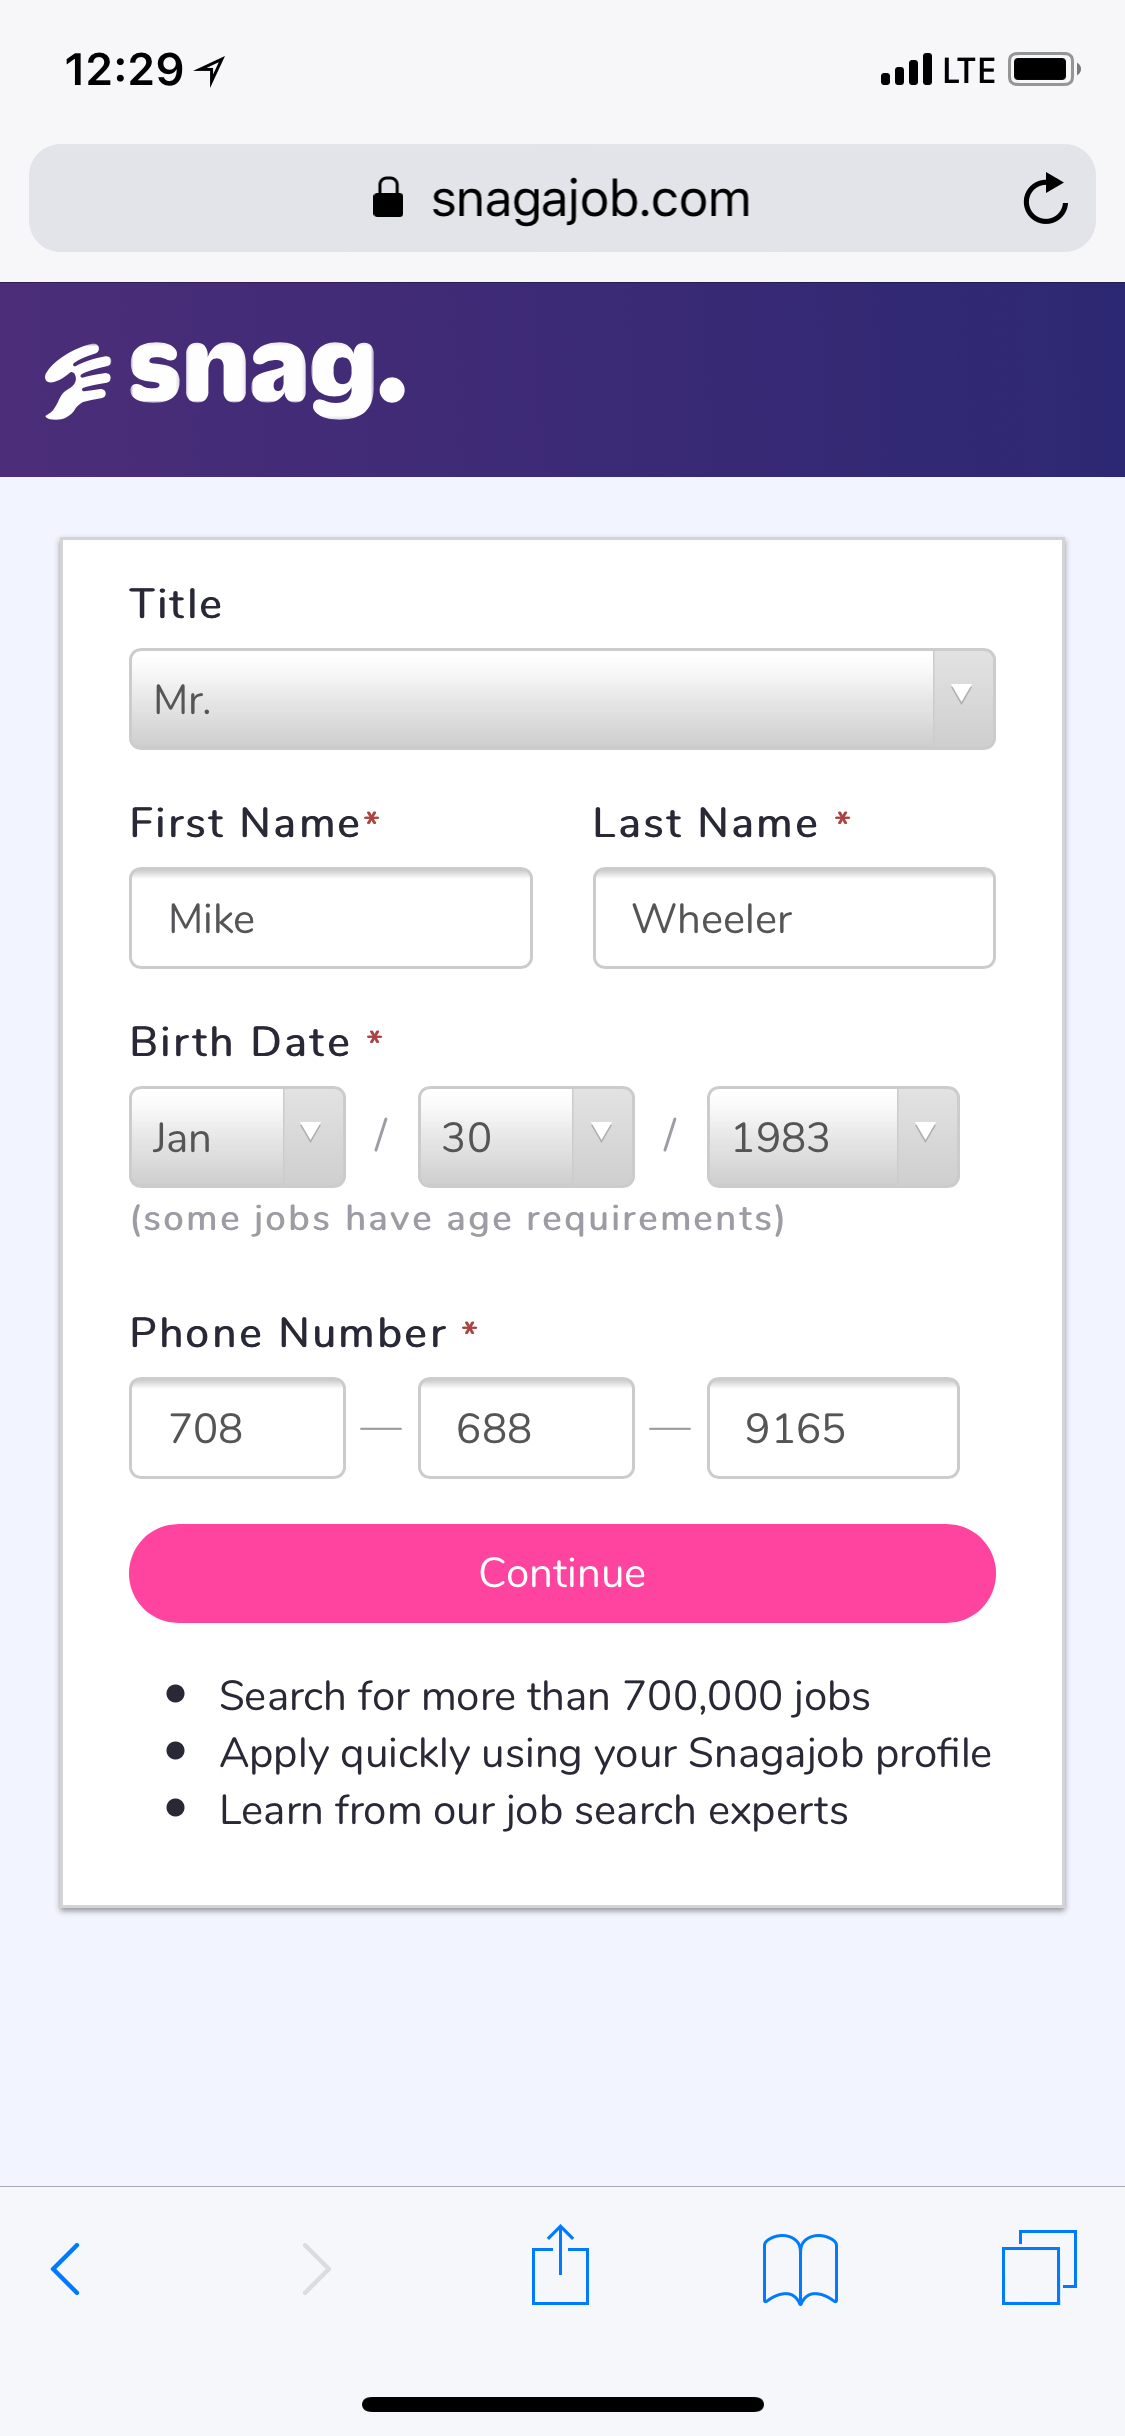 12:29 LTE
snagajob.com
snag.
Title
Mr.
First Name* Last Name *
Mike Wheeler
Birth Date *
Jan / 30 / 1983
(some jobs have age requirements)
Phone Number *
708 — 688 — 9165
Continue
• Search for more than 700,000 jobs
• Apply quickly using your Snagajob profile
• Learn from our job search experts